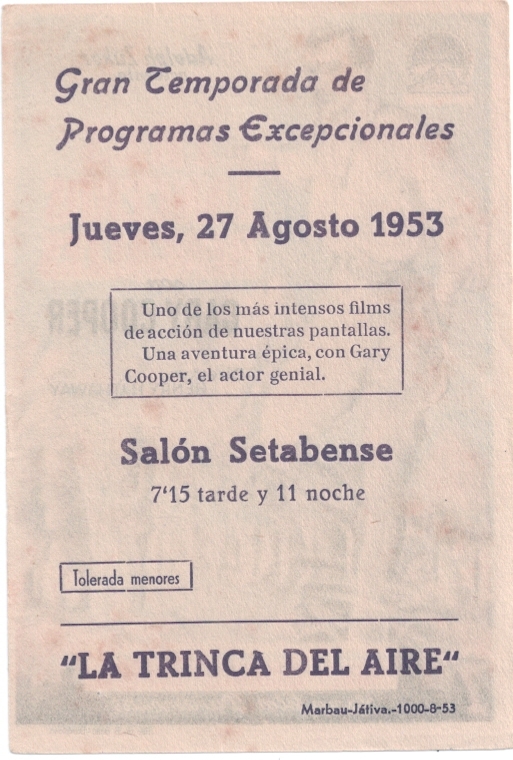 Gran Temporada de
Programas Excepcionales
Jueves, 27 Agosto 1953
Uno de los más intensos films
de acción de nuestras pantallas.
Una aventura épica, con Gary
Cooper, el actor genial.
Salón Setabense
7'15 tarde y 11 noche
Tolerada menores
"LA TRINCA DEL AIRE"
Marbau-Játiva.-1000-8-53